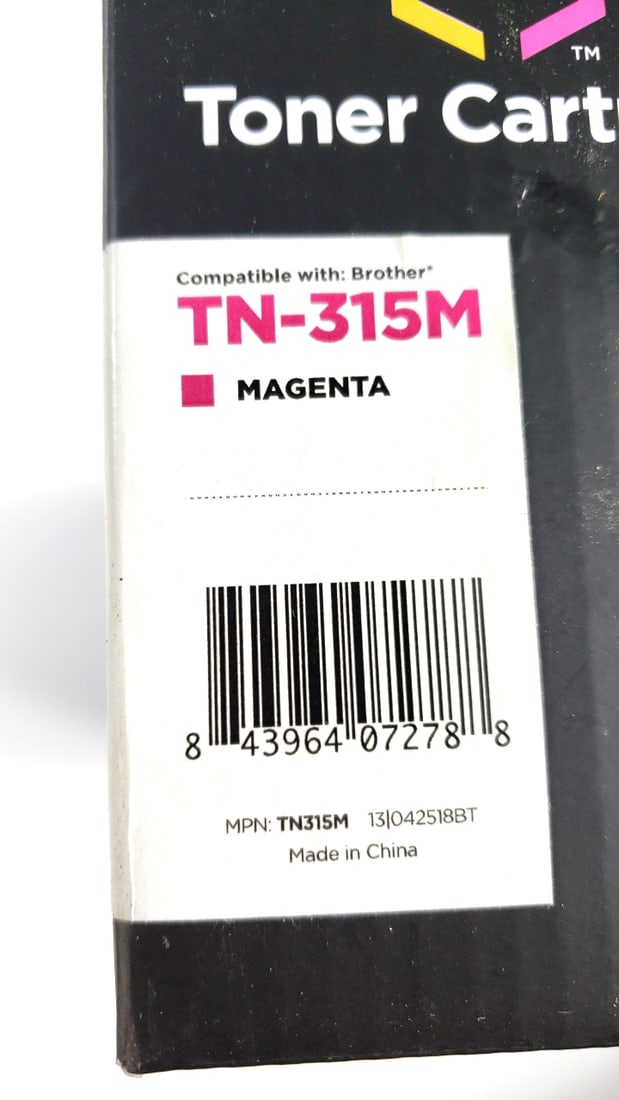 TM
Toner Cart
Compatible with: Brother*
TN-315M
MAGENTA
8 43964 07278 8
MPN: TN315M 13|042518BT
Made in China